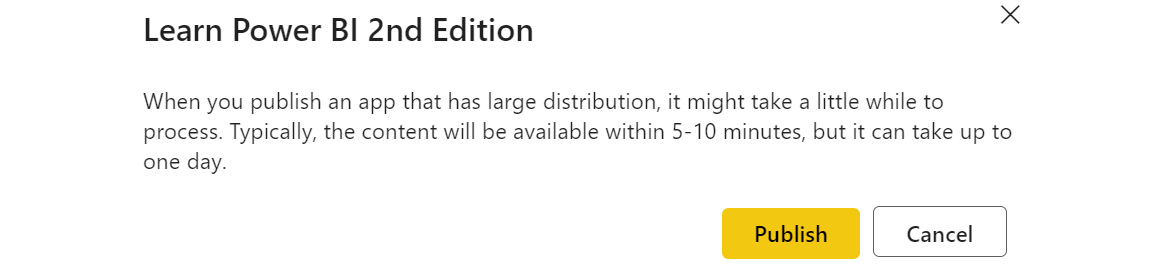 Learn Power BI 2nd Edition
When you publish an app that has large distribution, it might take a little while to
process. Typically, the content will be available within 5-10 minutes, but it can take up to
one day.
Publish
Cancel